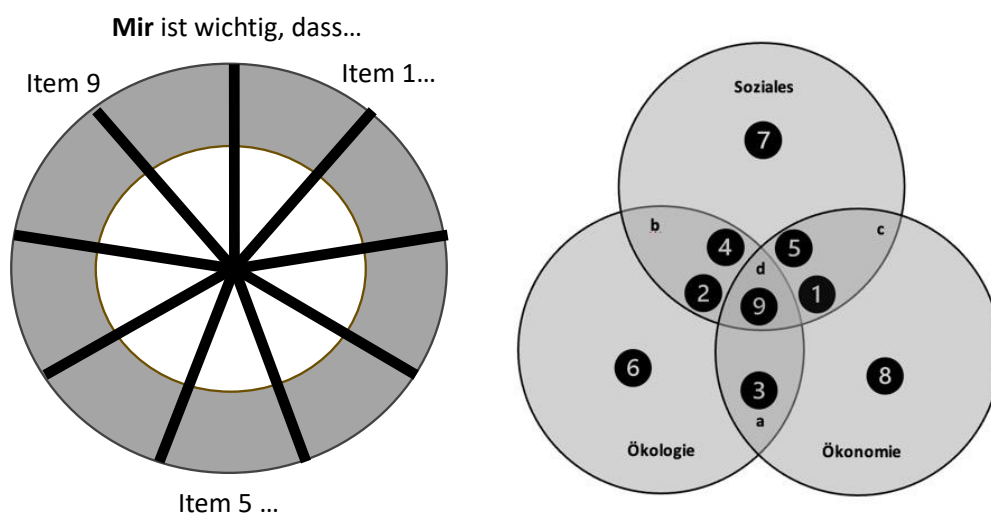 Mir ist wichtig, dass…
Item 9
Item 1…
Item 5 …
Soziales
7
b
c
4
5
d
2
9
1
6
3
8
a
Ökologie
Ökonomie